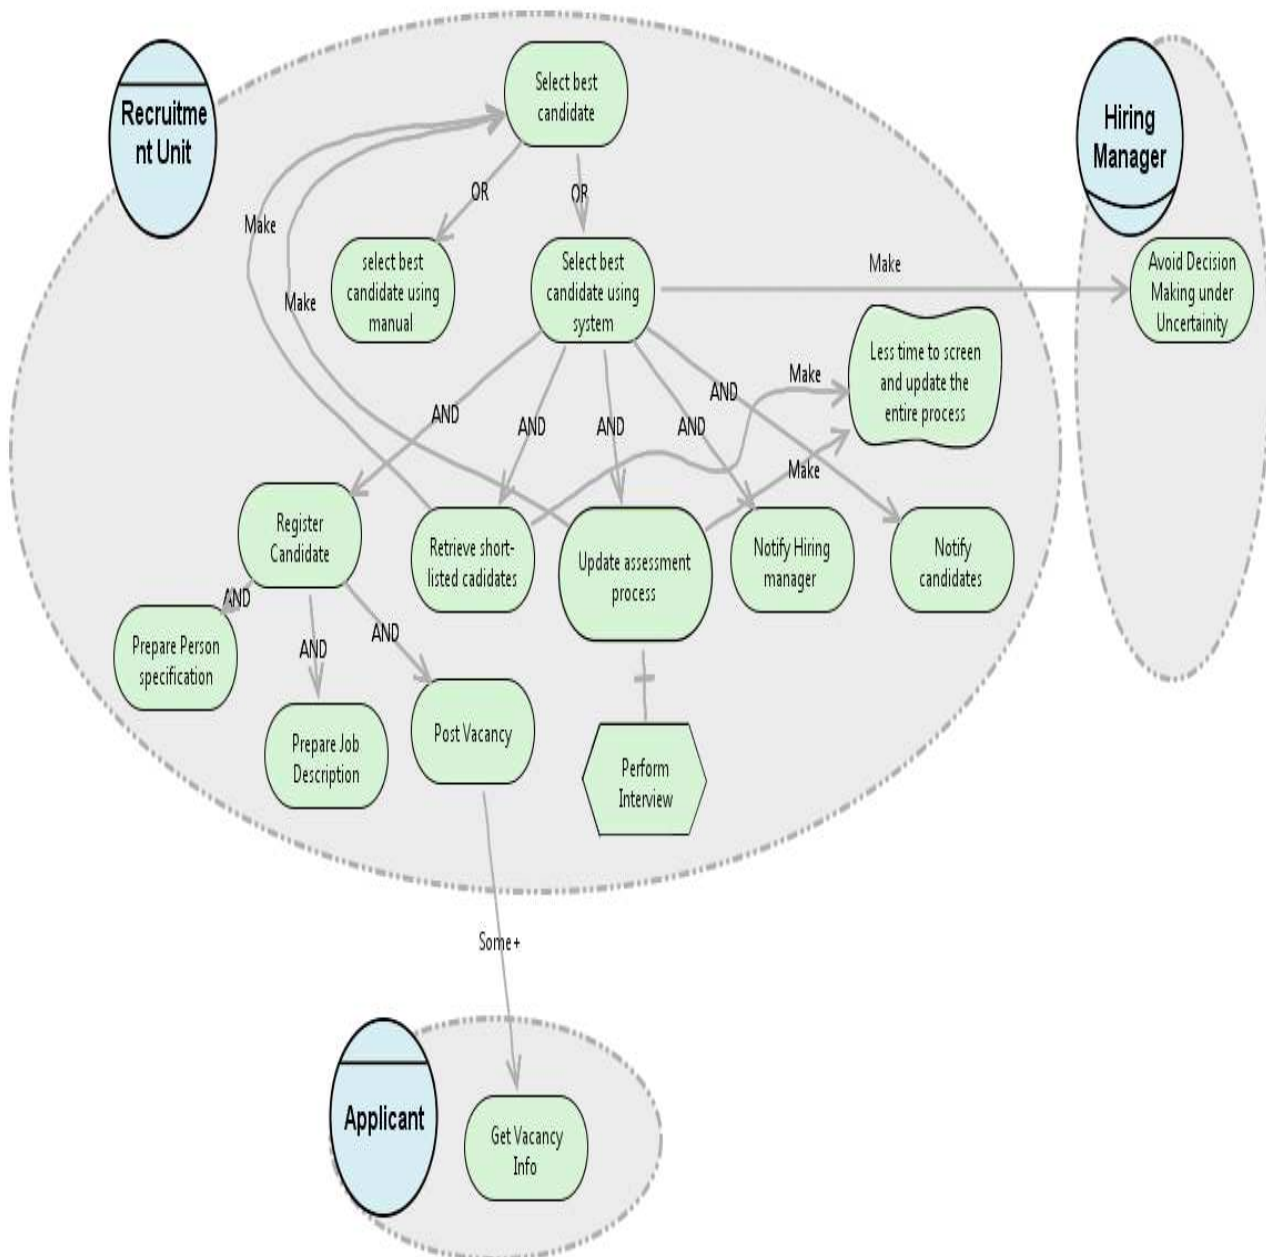 Select best
candidate
Recruitme
nt Unit
Hiring
Manager
OR
OR
Make
Make
select best
candidate using
manual
Select best
candidate using
system
Make
Avoid Decision
Making under
Uncertainity
Less time to screen
and update the
entire process
Make
Make
AND
AND
AND
AND
AND
Register
Candidate
Retrieve short-
listed cadidates
Update assessment
process
Notify Hiring
manager
Notify
candidates
AND
AND
AND
Prepare Person
specification
Prepare Job
Description
Post Vacancy
Perform
Interview
Some+
Applicant
Get Vacancy
Info